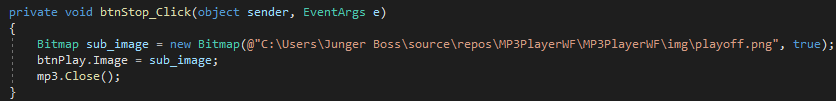 private void btnStop_Click(object sender, EventArgs e)
{
Bitmap sub_image = new Bitmap(@"C:\Users\Junger Boss\source\repos\MP3PlayerWF\MP3PlayerWF\img\playoff.png", true);
btnPlay.Image = sub_image;
mp3.Close();
}